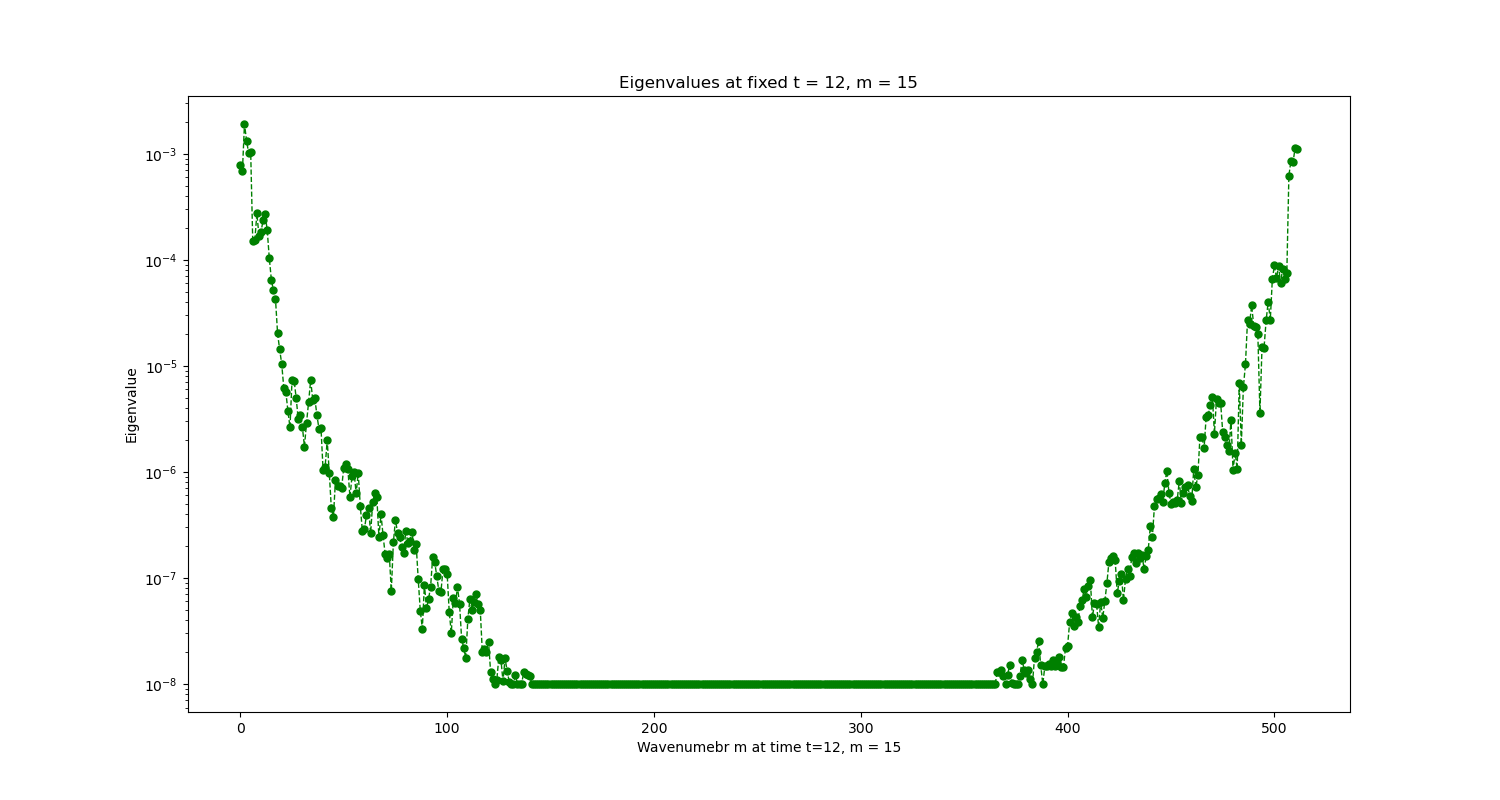 Eigenvalues at fixed t = 12, m = 15
Eigenvalue
10⁻³
10⁻⁴
10⁻⁵
10⁻⁶
10⁻⁷
10⁻⁸
0 100 200 300 400 500
Wavenumebr m at time t=12, m = 15